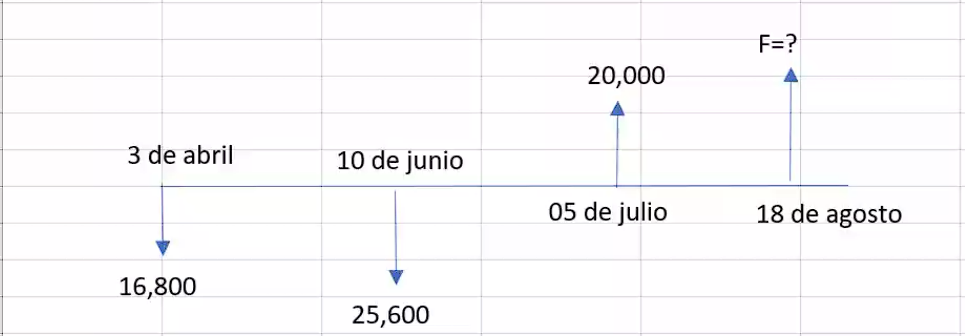 F=?
20,000
3 de abril
10 de junio
05 de julio
18 de agosto
16,800
25,600